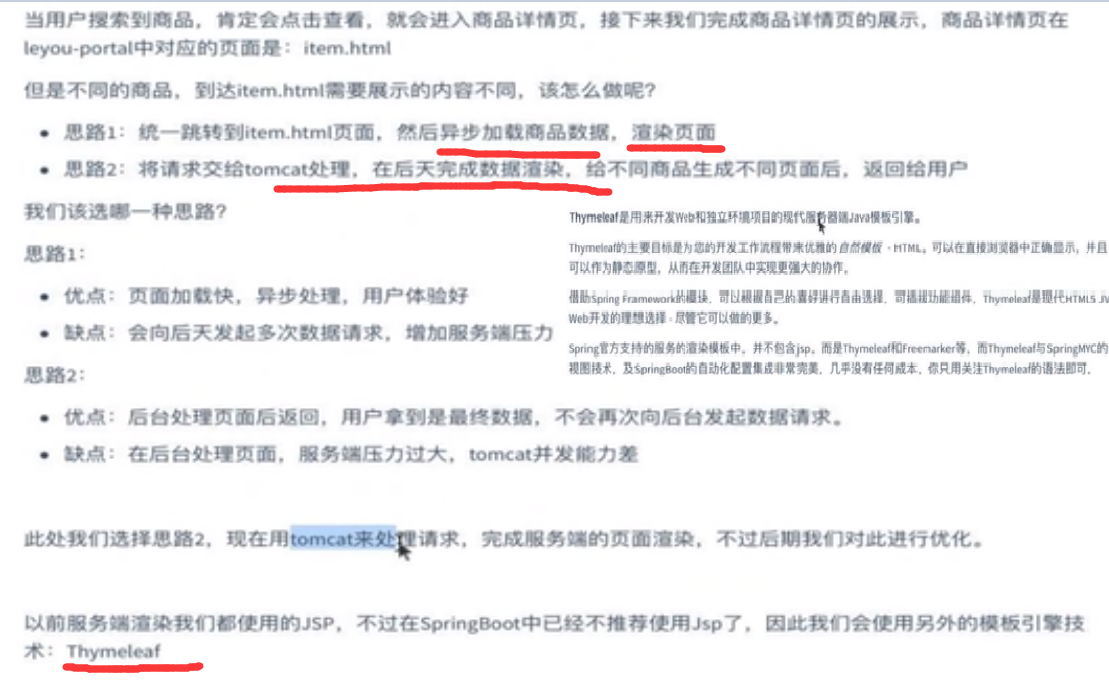 当用户搜索到商品，肯定会点击查看，就会进入商品详情页，接下来我们完成商品详情页的展示，商品详情页在
leyou-portal中对应的页面是：item.html
但是不同的商品，到达item.html需要展示的内容不同，该怎么做呢？
• 思路1：统一跳转到item.html页面，然后异步加载商品数据，渲染页面
• 思路2：将请求交给tomcat处理，在后天完成数据渲染，给不同商品生成不同页面后，返回给用户
我们该选哪一种思路？
思路1：
• 优点：页面加载快，异步处理，用户体验好
• 缺点：会向后天发起多次数据请求，增加服务端压力
思路2：
• 优点：后台处理页面后返回，用户拿到是最终数据，不会再次向后台发起数据请求。
• 缺点：在后台处理页面，服务端压力过大，tomcat并发能力差
Thymeleaf是用来开发Web和独立环境项目的现代服务器端Java模板引擎。
Thymeleaf的主要目标是为您的开发工作流程带来优雅的自然模板 - HTML。可以在直接浏览器中正确显示，并且
可以作为静态原型，从而在开发团队中实现更强大的协作。
借助Spring Framework的模块，可以根据自己的喜好进行自由选择，可插拔功能组件，Thymeleaf是现代HTML5 JV
Web开发的理想选择 - 尽管它可以做的更多。
Spring官方支持的服务的渲染模板中，并不包含jsp。而是Thymeleaf和Freemarker等，而Thymeleaf与SpringMVC的
视图技术，及SpringBoot的自动化配置集成非常完美，几乎没有任何成本，你只用关注Thymeleaf的语法即可。
此处我们选择思路2，现在用tomcat来处理请求，完成服务端的页面渲染，不过后期我们对此进行优化。
以前服务端渲染我们都使用的JSP，不过在SpringBoot中已经不推荐使用Jsp了，因此我们会使用另外的模板引擎技
术：Thymeleaf